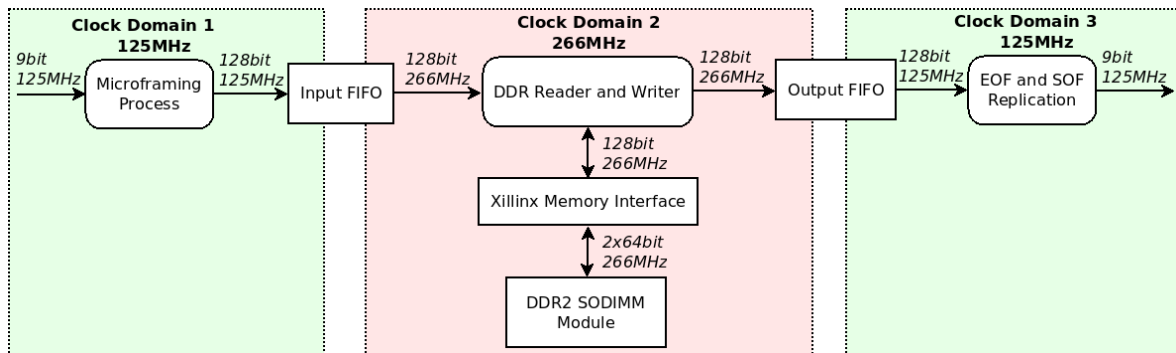 Clock Domain 1
125MHz
9bit
125MHz
Microframing
Process
128bit
125MHz
Input FIFO
Clock Domain 2
266MHz
128bit
266MHz
DDR Reader and Writer
128bit
266MHz
128bit
266MHz
Xillinx Memory Interface
2x64bit
266MHz
DDR2 SODIMM
Module
Output FIFO
Clock Domain 3
125MHz
128bit
125MHz
EOF and SOF
Replication
9bit
125MHz